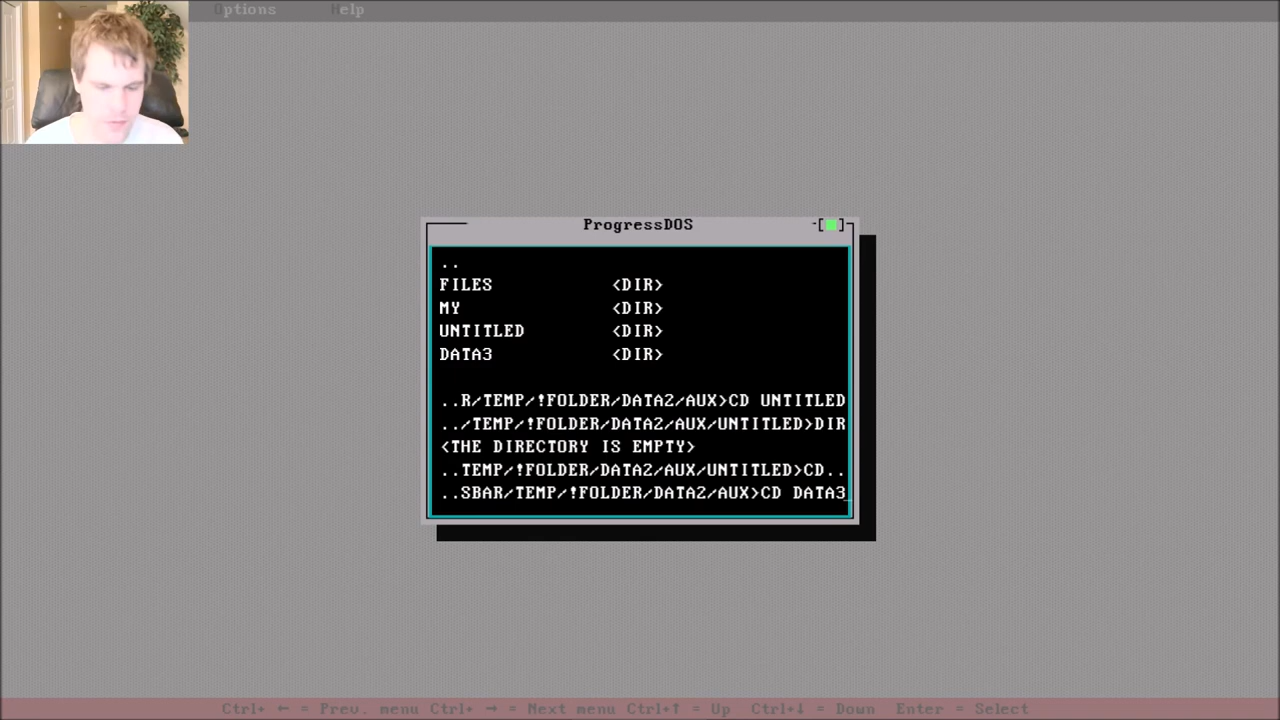 Options Help
ProgressDOS
..
FILES <DIR>
MY <DIR>
UNTITLED <DIR>
DATA3 <DIR>
..R/TEMP/!FOLDER/DATA2/AUX>CD UNTITLED
../TEMP/!FOLDER/DATA2/AUX/UNTITLED>DIR
<THE DIRECTORY IS EMPTY>
..TEMP/!FOLDER/DATA2/AUX/UNTITLED>CD..
..SBAR/TEMP/!FOLDER/DATA2/AUX>CD DATA3_
Ctrl+ ← = Prev. menu Ctrl+ → = Next menu Ctrl+↑ = Up Ctrl+↓ = Down Enter = Select